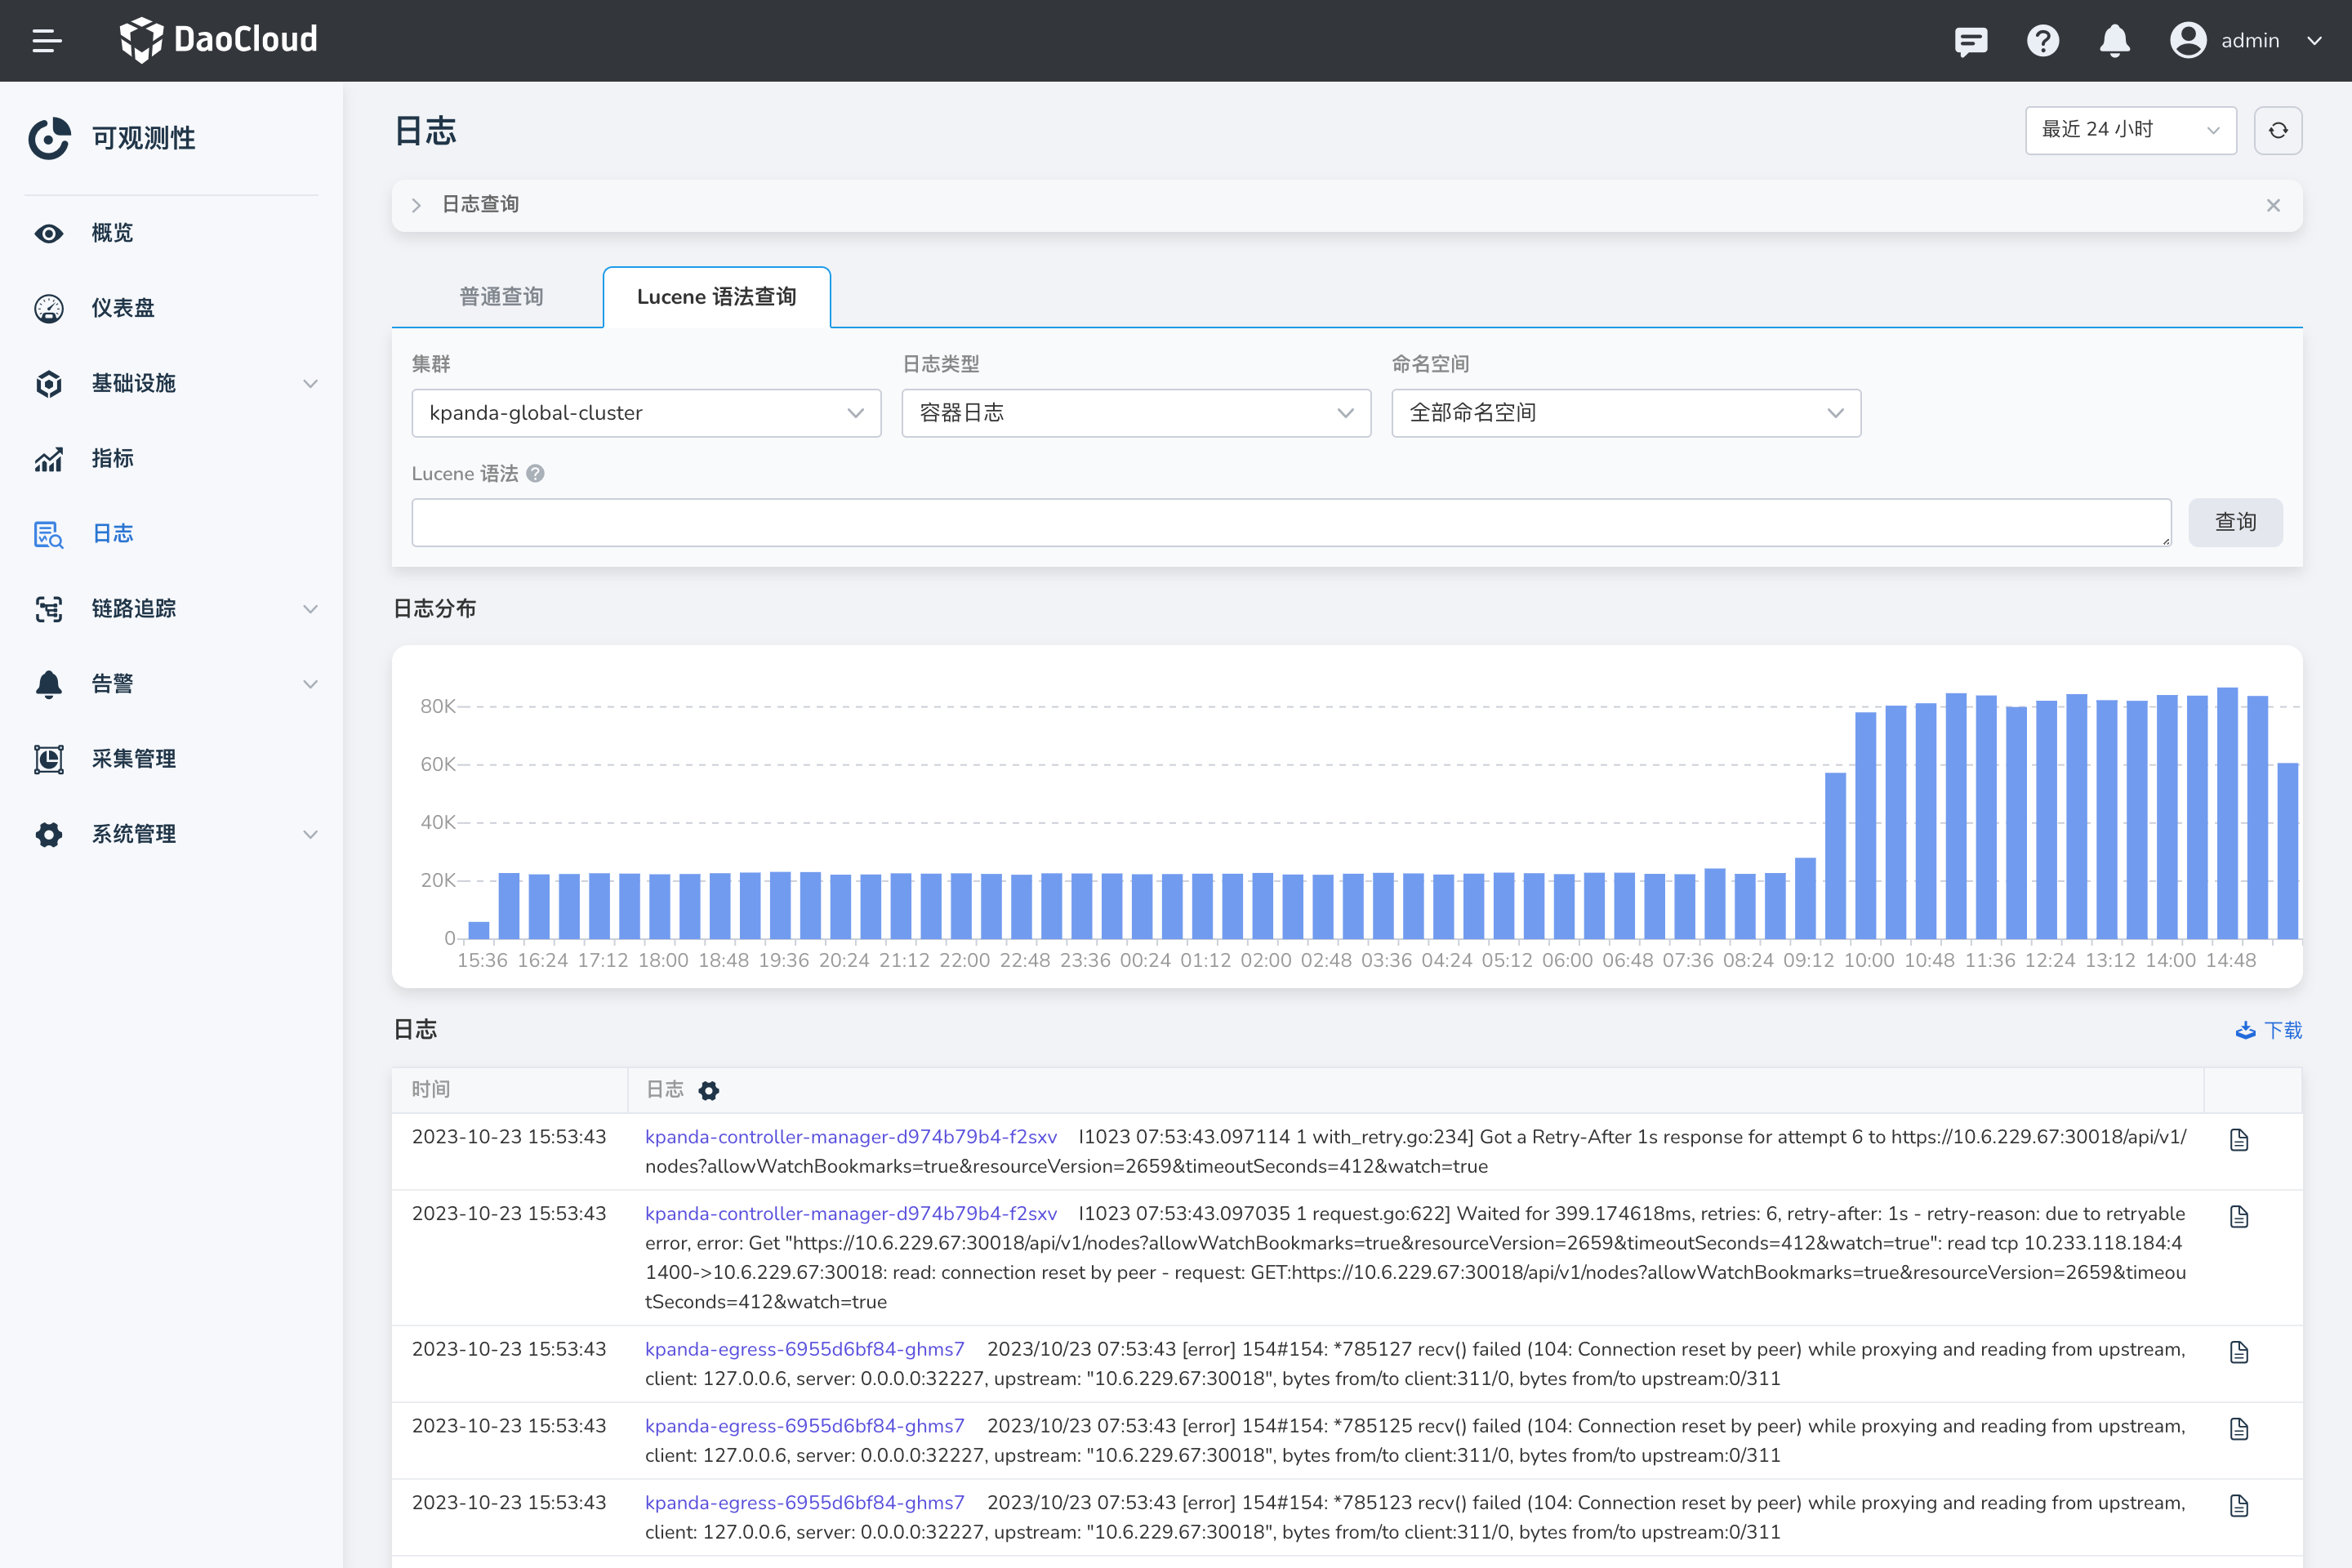 DaoCloud
admin
可观测性
概览
仪表盘
基础设施
指标
日志
链路追踪
告警
采集管理
系统管理
日志
最近 24 小时
日志查询
普通查询
Lucene 语法查询
集群
日志类型
命名空间
kpanda-global-cluster
容器日志
全部命名空间
Lucene 语法
查询
日志分布
80K
60K
40K
20K
0
15:36 16:24 17:12 18:00 18:48 19:36 20:24 21:12 22:00 22:48 23:36 00:24 01:12 02:00 02:48 03:36 04:24 05:12 06:00 06:48 07:36 08:24 09:12 10:00 10:48 11:36 12:24 13:12 14:00 14:48
日志
下载
时间
日志
2023-10-23 15:53:43
kpanda-controller-manager-d974b79b4-f2sxv I1023 07:53:43.097114 1 with_retry.go:234] Got a Retry-After 1s response for attempt 6 to https://10.6.229.67:30018/api/v1/
nodes?allowWatchBookmarks=true&resourceVersion=2659&timeoutSeconds=412&watch=true
2023-10-23 15:53:43
kpanda-controller-manager-d974b79b4-f2sxv I1023 07:53:43.097035 1 request.go:622] Waited for 399.174618ms, retries: 6, retry-after: 1s - retry-reason: due to retryable
error, error: Get "https://10.6.229.67:30018/api/v1/nodes?allowWatchBookmarks=true&resourceVersion=2659&timeoutSeconds=412&watch=true": read tcp 10.233.118.184:4
1400->10.6.229.67:30018: read: connection reset by peer - request: GET:https://10.6.229.67:30018/api/v1/nodes?allowWatchBookmarks=true&resourceVersion=2659&timeou
tSeconds=412&watch=true
2023-10-23 15:53:43
kpanda-egress-6955d6bf84-ghms7 2023/10/23 07:53:43 [error] 154#154: *785127 recv() failed (104: Connection reset by peer) while proxying and reading from upstream,
client: 127.0.0.6, server: 0.0.0.0:32227, upstream: "10.6.229.67:30018", bytes from/to client:311/0, bytes from/to upstream:0/311
2023-10-23 15:53:43
kpanda-egress-6955d6bf84-ghms7 2023/10/23 07:53:43 [error] 154#154: *785125 recv() failed (104: Connection reset by peer) while proxying and reading from upstream,
client: 127.0.0.6, server: 0.0.0.0:32227, upstream: "10.6.229.67:30018", bytes from/to client:311/0, bytes from/to upstream:0/311
2023-10-23 15:53:43
kpanda-egress-6955d6bf84-ghms7 2023/10/23 07:53:43 [error] 154#154: *785123 recv() failed (104: Connection reset by peer) while proxying and reading from upstream,
client: 127.0.0.6, server: 0.0.0.0:32227, upstream: "10.6.229.67:30018", bytes from/to client:311/0, bytes from/to upstream:0/311